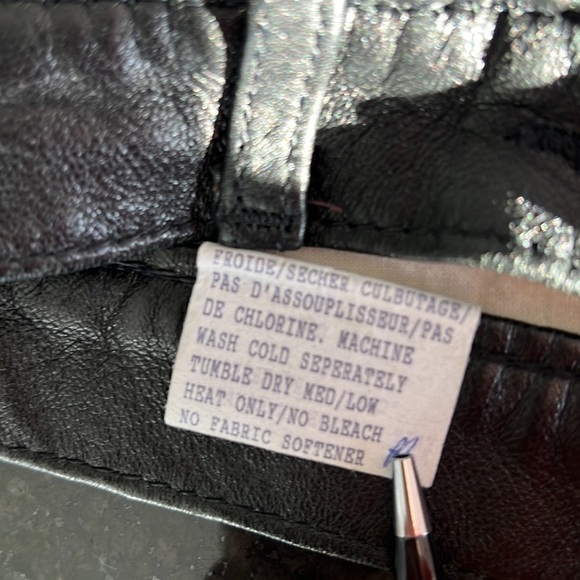 FROIDE/SECHER CULBUTAGE/
PAS D'ASSOUPLISSEUR/PAS
DE CHLORINE. MACHINE
WASH COLD SEPERATELY
TUMBLE DRY MED/LOW
HEAT ONLY/NO BLEACH
NO FABRIC SOFTENER